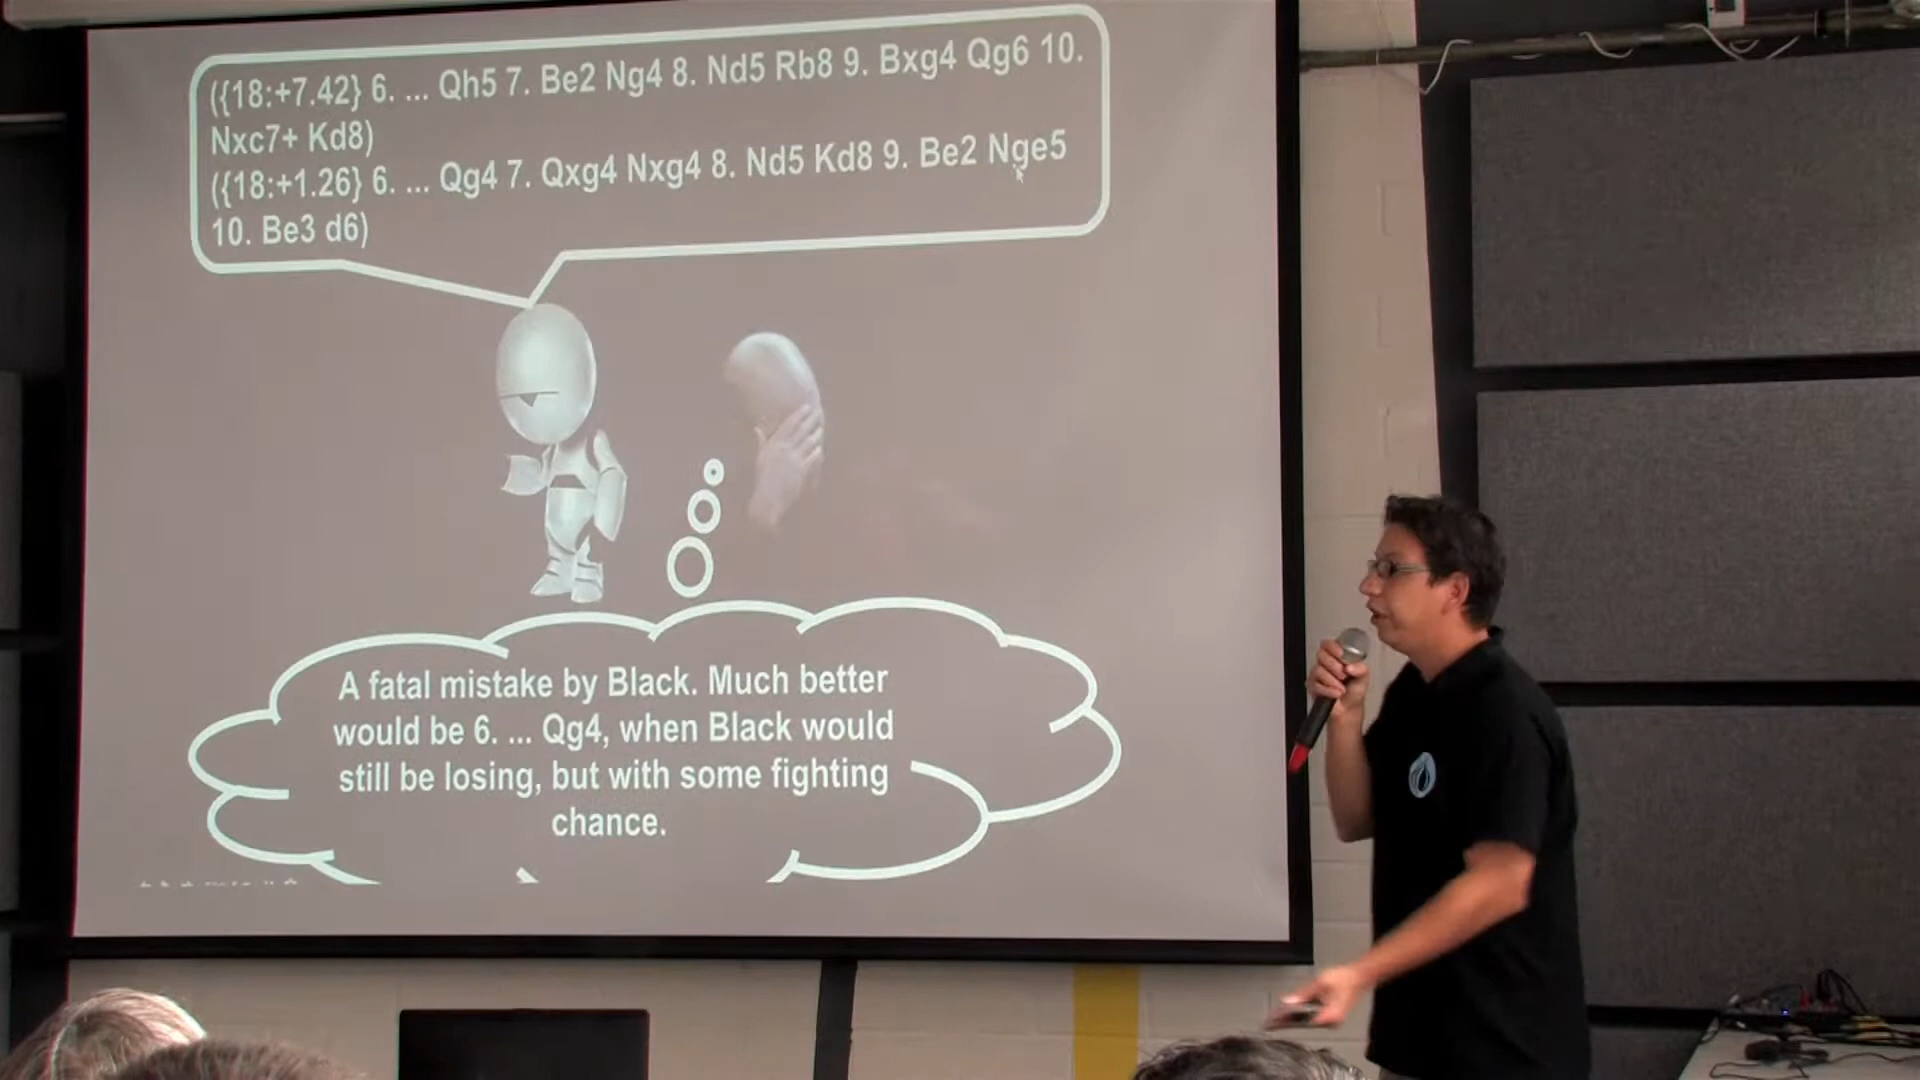 ({18:+7.42} 6. ... Qh5 7. Be2 Ng4 8. Nd5 Rb8 9. Bxg4 Qg6 10.
Nxc7+ Kd8)
({18:+1.26} 6. ... Qg4 7. Qxg4 Nxg4 8. Nd5 Kd8 9. Be2 Nge5
10. Be3 d6)
A fatal mistake by Black. Much better
would be 6. ... Qg4, when Black would
still be losing, but with some fighting
chance.